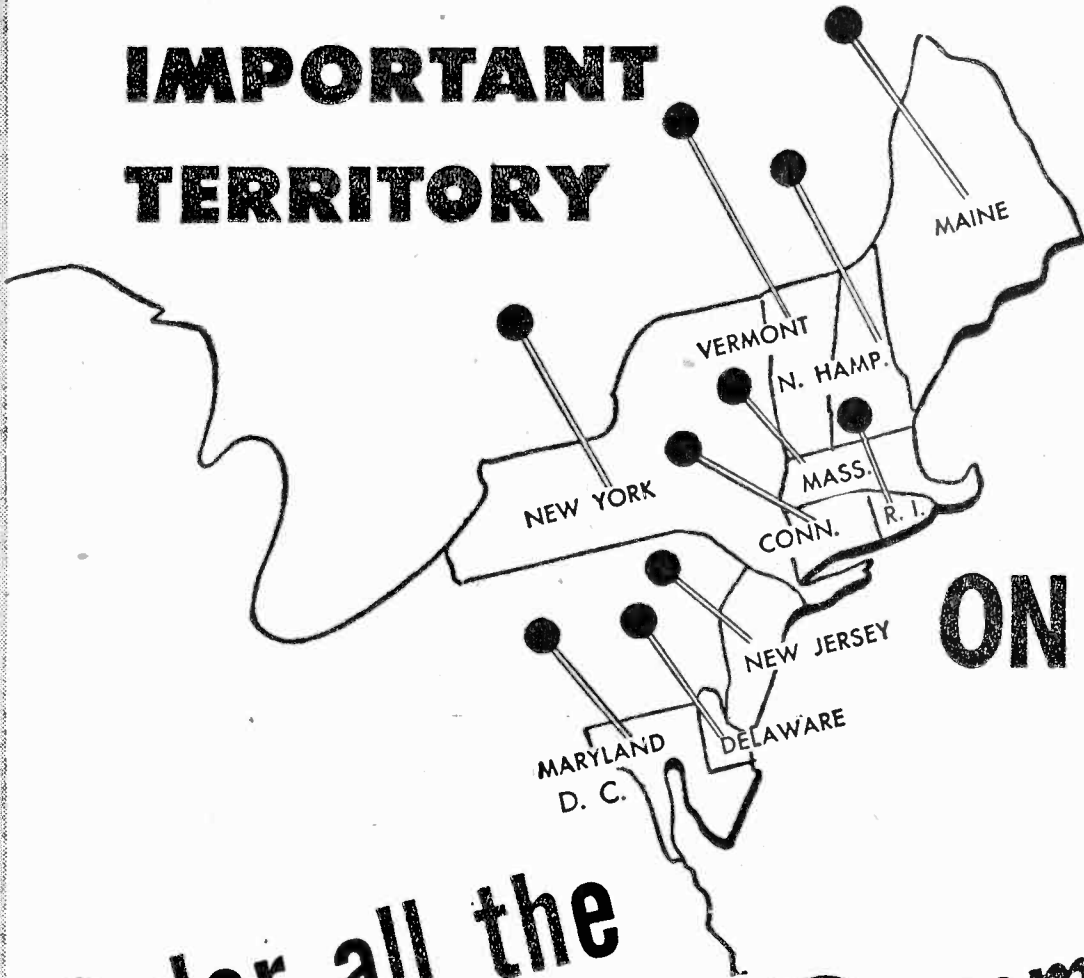 IMPORTANT
TERRITORY
MAINE
VERMONT
N. HAMP.
MASS.
NEW YORK
R. I.
CONN.
ON
NEW JERSEY
DELAWARE
MARYLAND
D. C.
all the